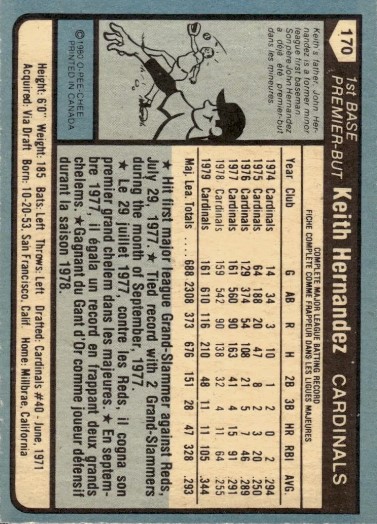 170
1ST BASE
PREMIER-BUT
Keith Hernandez
CARDINALS
Keith's father, John Her-
nandez is a former minor
league first baseman.
Son père John Hernandez
a déjà été premier-but
dans les mineures.
©1980 O-PEE-CHEE
PRINTED IN CANADA
COMPLETE MAJOR LEAGUE BATTING RECORD
FICHE COMPLÈTE COMME FRAPPEUR DANS LES LIGUES MAJEURES
Year Club G AB R H 2B 3B HR RBI AVG.
1974 Cardinals 14 34 3 10 1 2 0 2 .294
1975 Cardinals 64 188 20 47 8 2 3 20 .250
1976 Cardinals 129 374 54 108 21 5 7 46 .289
1977 Cardinals 161 560 90 163 41 4 15 91 .291
1978 Cardinals 159 542 90 138 32 4 11 64 .255
1979 Cardinals 161 610 116 210 48 11 11 105 .344
Maj. Lea. Totals .... 688 2308 373 676 151 28 47 328 .293
★ Hit first major league Grand-Slammer against Reds,
July 29, 1977. ★ Tied record with 2 Grand-Slammers
during the month of September, 1977.
★ Le 29 juillet 1977, contre les Reds, il cogna son
premier grand chelem dans les majeures. ★ En septem-
bre 1977, il égala un record en frappant deux grands
chelems. ★ Gagnant du Gant d'Or comme joueur défensif
durant la saison 1978.
Height: 6'0" Weight: 185 Bats: Left Throws: Left Drafted: Cardinals #40 - June, 1971
Acquired: Via Draft Born: 10-20-53, San Francisco, Calif. Home: Millbrae, California